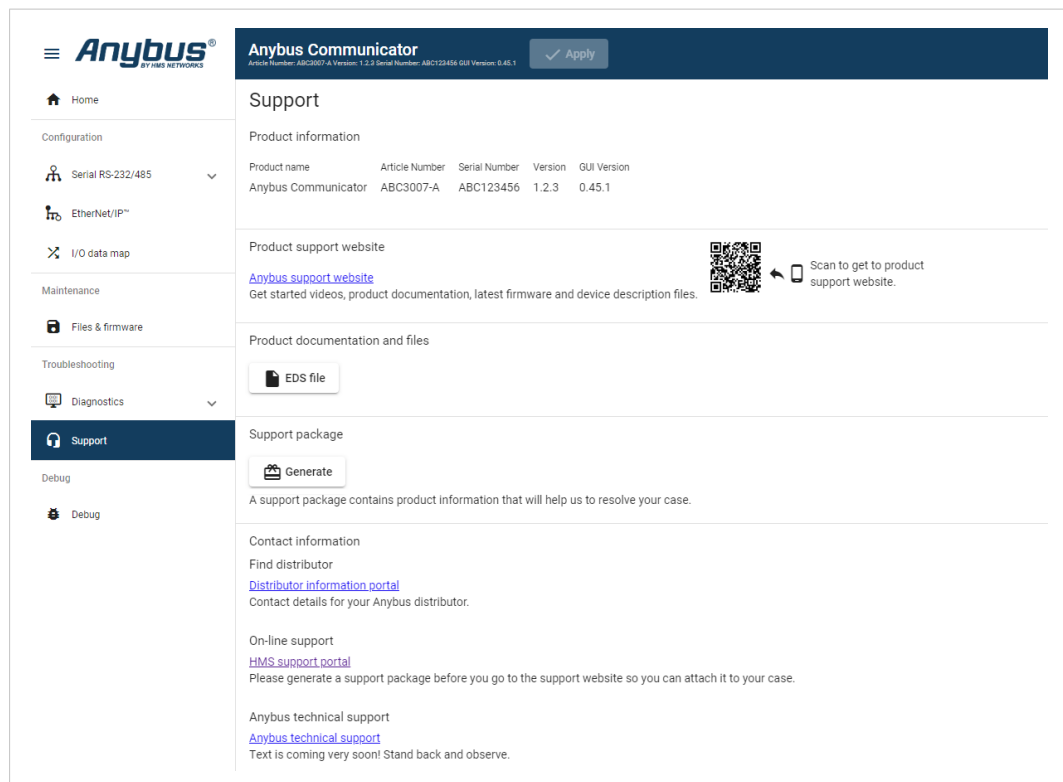 Anybus®
BY HMS NETWORKS
Home
Configuration
Serial RS-232/485
EtherNet/IP™
I/O data map
Maintenance
Files & firmware
Troubleshooting
Diagnostics
Support
Debug
Debug
Anybus Communicator
Article Number: ABC3007-A Version: 1.2.3 Serial Number: ABC123456 GUI Version: 0.45.1
Apply
Support
Product information
Product name Article Number Serial Number Version GUI Version
Anybus Communicator ABC3007-A ABC123456 1.2.3 0.45.1
Product support website
Anybus support website
Get started videos, product documentation, latest firmware and device description files.
Scan to get to product
support website.
Product documentation and files
EDS file
Support package
Generate
A support package contains product information that will help us to resolve your case.
Contact information
Find distributor
Distributor information portal
Contact details for your Anybus distributor.
On-line support
HMS support portal
Please generate a support package before you go to the support website so you can attach it to your case.
Anybus technical support
Anybus technical support
Text is coming very soon! Stand back and observe.